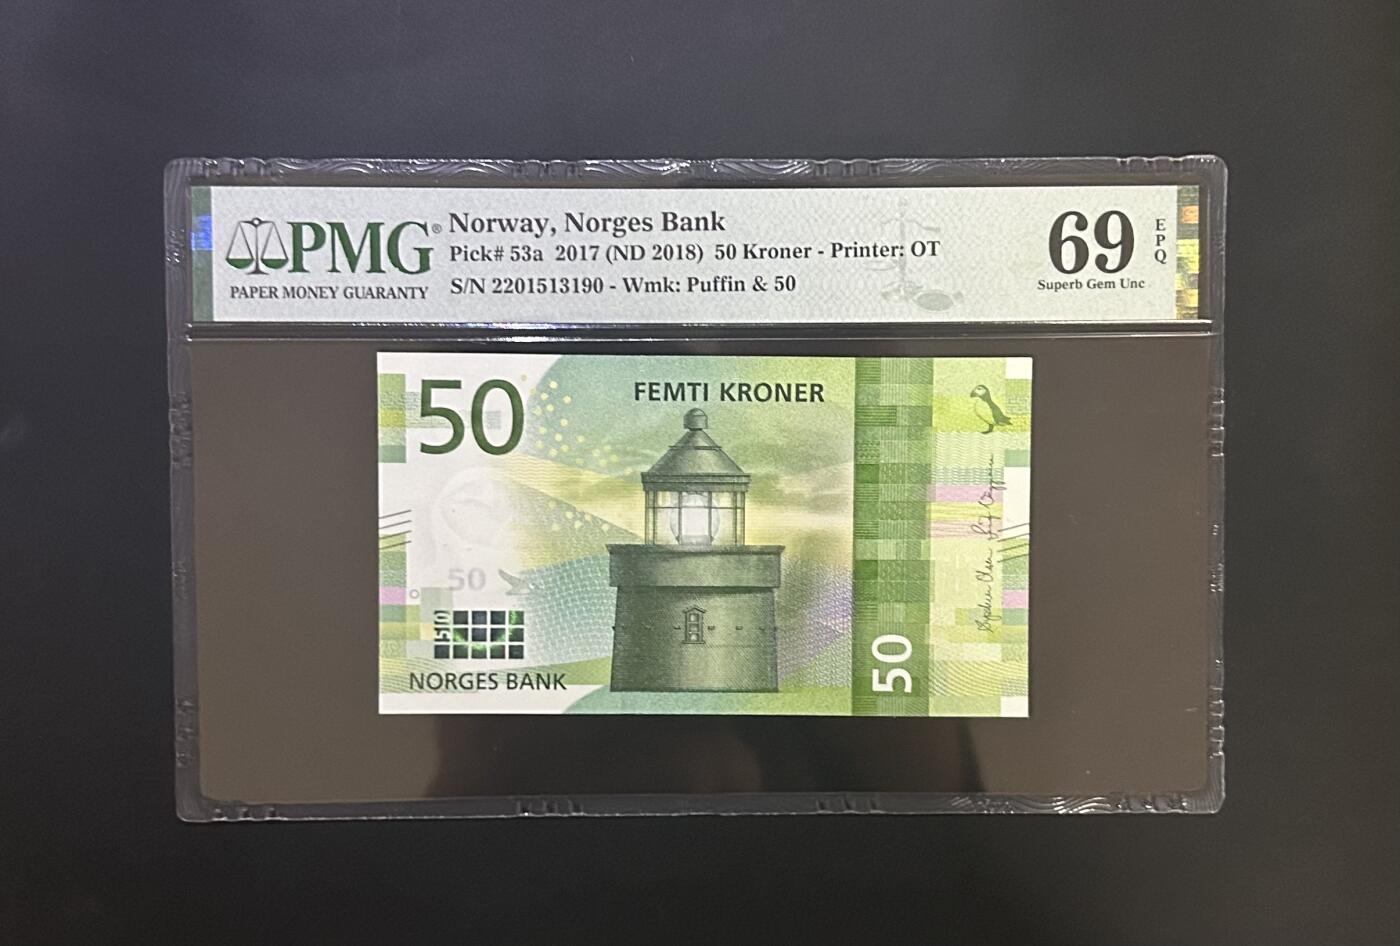 PMG®
PAPER MONEY GUARANTY
Norway, Norges Bank
Pick# 53a 2017 (ND 2018) 50 Kroner - Printer: OT
S/N 2201513190 - Wmk: Puffin & 50
69
EPQ
Superb Gem Unc
50
FEMTI KRONER
50
50
NORGES BANK
50